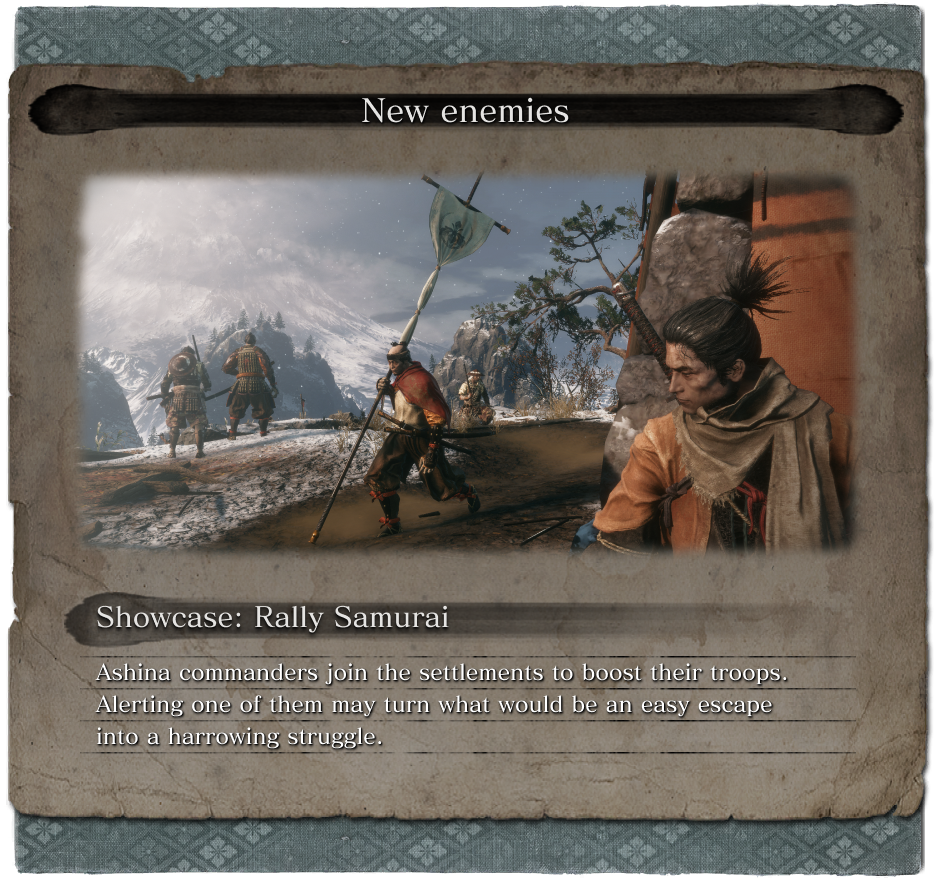 New enemies
Showcase: Rally Samurai
Ashina commanders join the settlements to boost their troops.
Alerting one of them may turn what would be an easy escape
into a harrowing struggle.